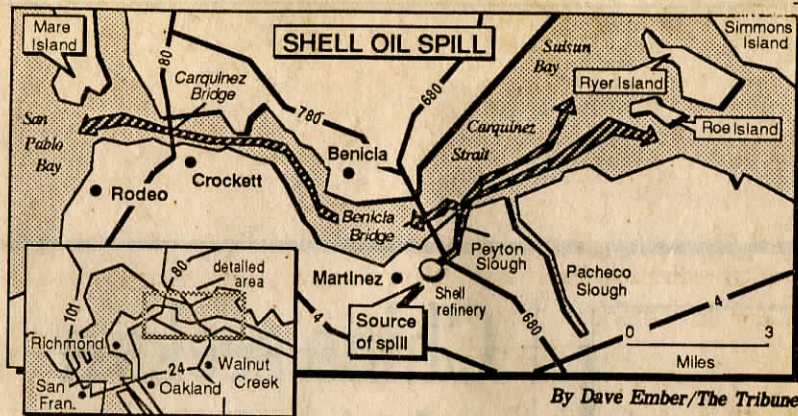 SHELL OIL SPILL
Mare
Island
80
Carquinez
Bridge
San
Pablo
Bay
780
680
Suisun
Bay
Simmons
Island
Ryer Island
Roe Island
Carquinez
Strait
Benicia
Crockett
Rodeo
Benicia
Bridge
Martinez
Peyton
Slough
Pacheco
Slough
Shell
refinery
Source
of spill
4
680
4
0 3
Miles
80
detailed
area
101
Richmond
24
Walnut
Creek
San
Fran.
Oakland
By Dave Ember/The Tribune